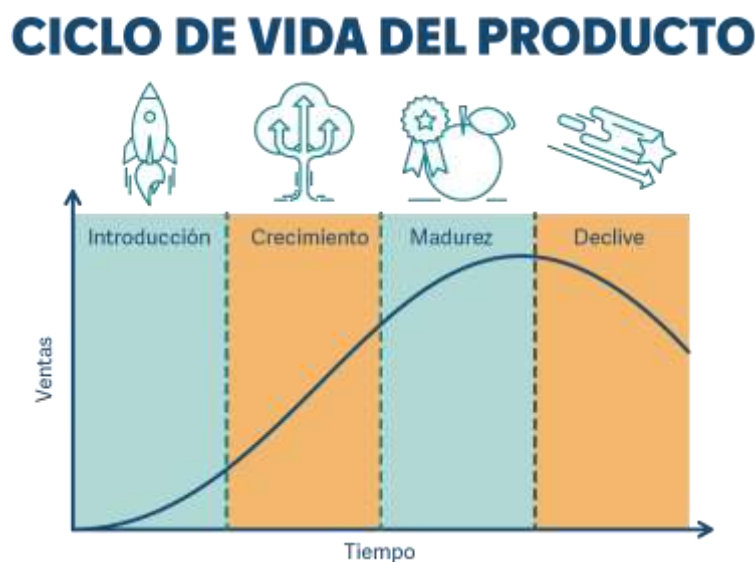 CICLO DE VIDA DEL PRODUCTO
Introducción
Crecimiento
Madurez
Declive
Ventas
Tiempo